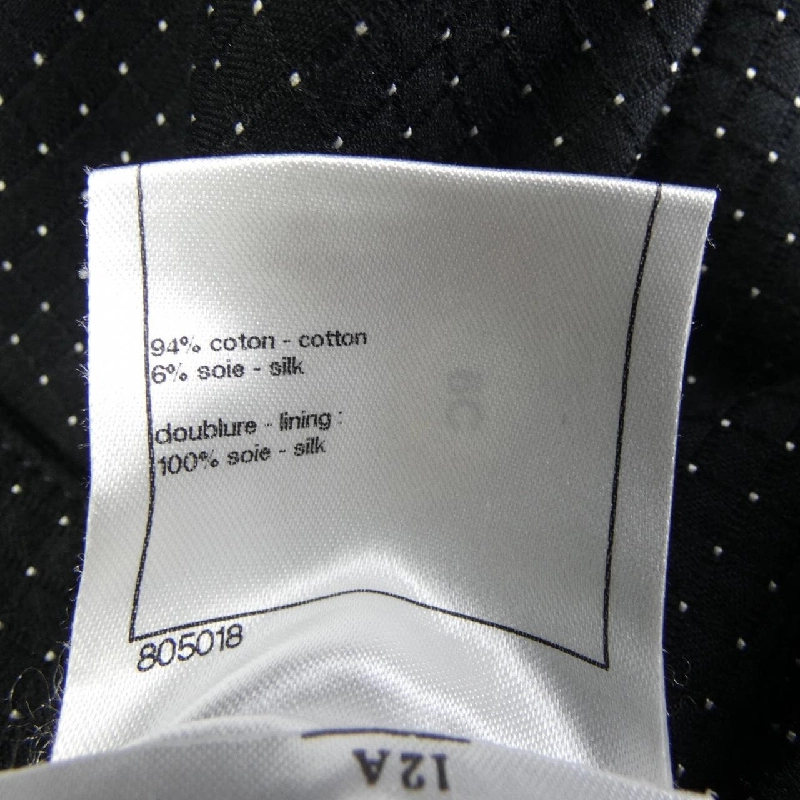 94% coton - cotton
6% soie - silk
doublure - lining :
100% soie - silk
805018
12A